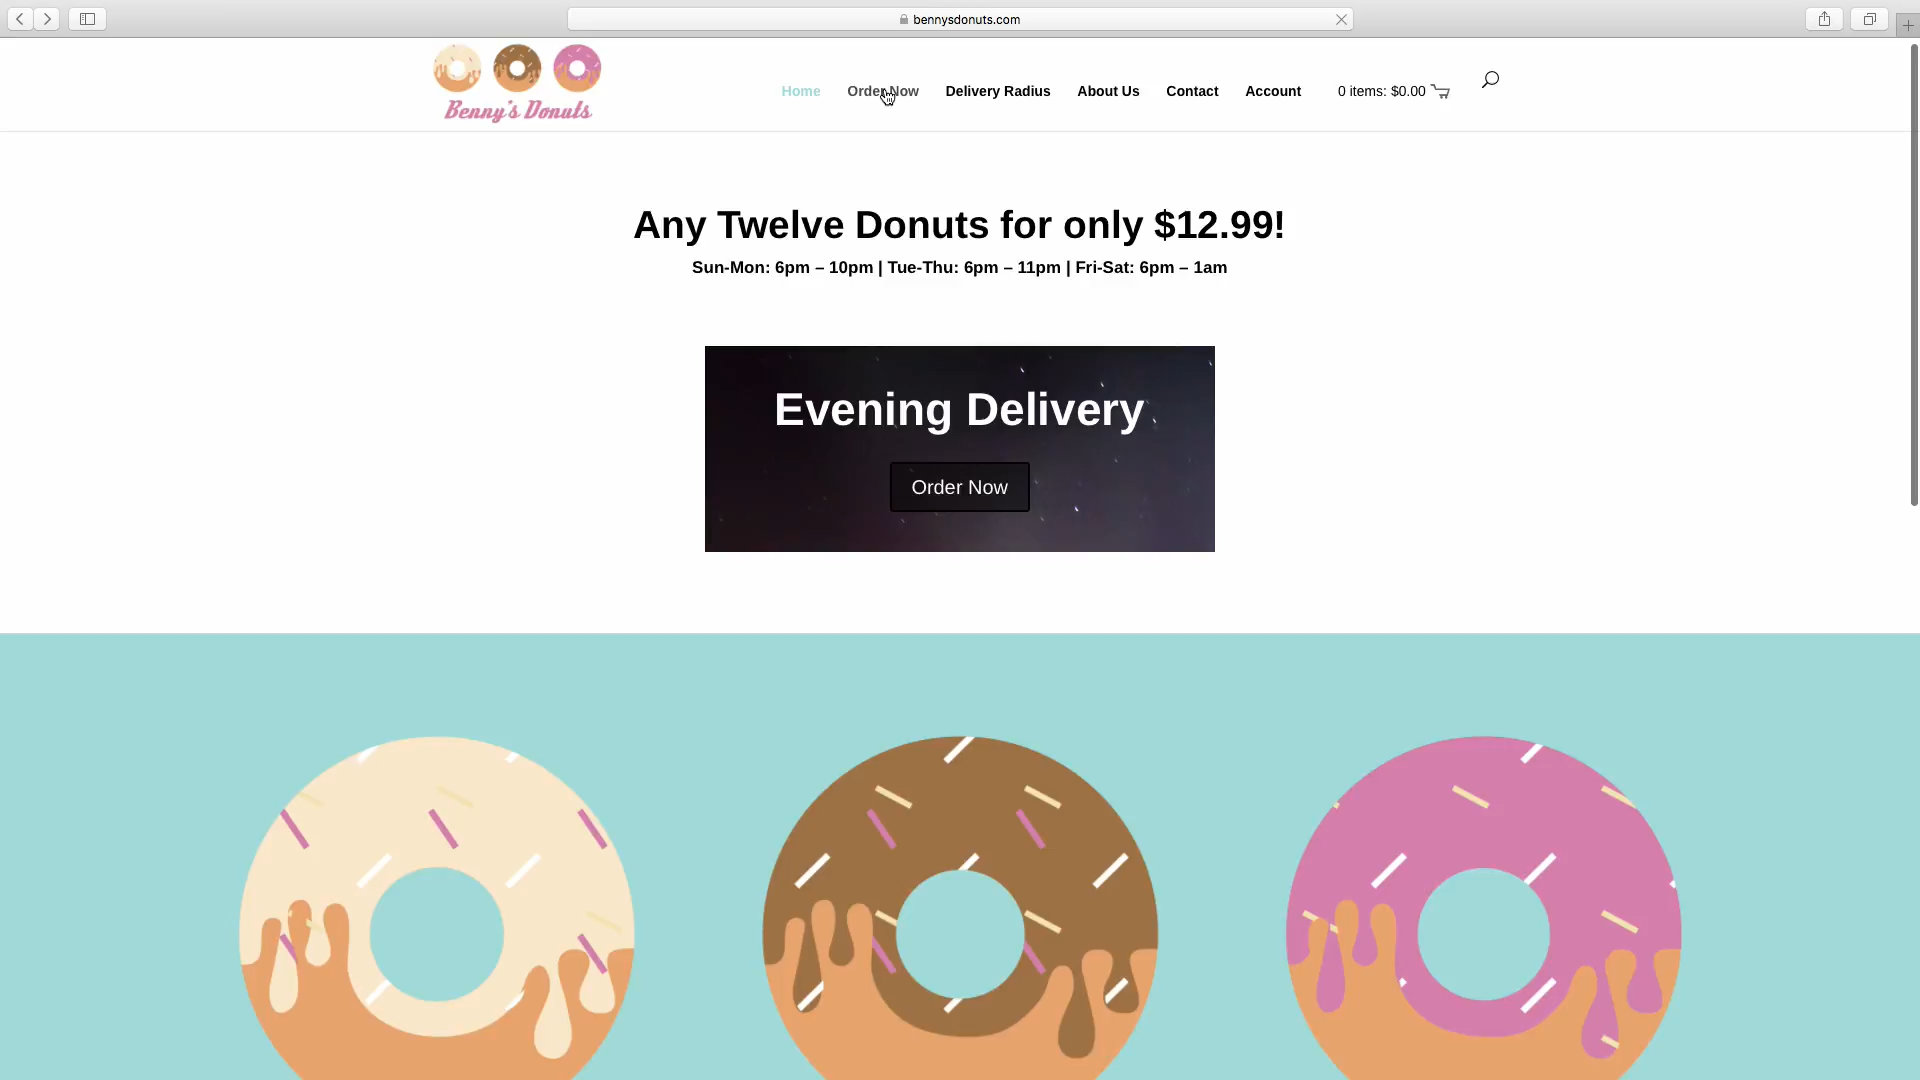 bennysdonuts.com
Benny's Donuts
Home Order Now Delivery Radius About Us Contact Account 0 items: $0.00
Any Twelve Donuts for only $12.99!
Sun-Mon: 6pm – 10pm | Tue-Thu: 6pm – 11pm | Fri-Sat: 6pm – 1am
Evening Delivery
Order Now